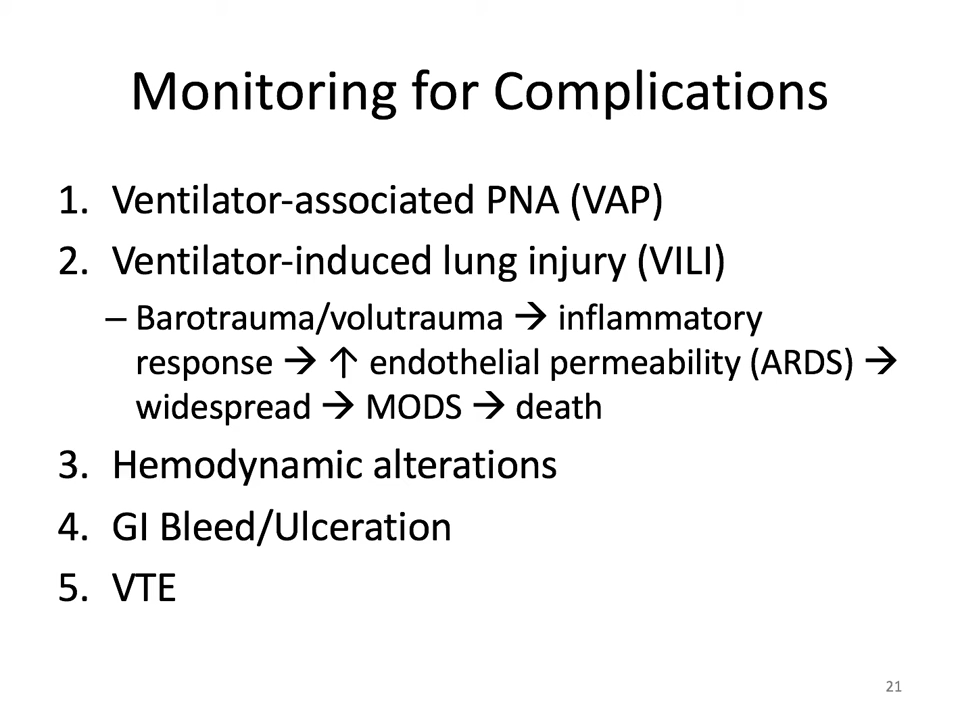 Monitoring for Complications
1. Ventilator-associated PNA (VAP)
2. Ventilator-induced lung injury (VILI)
– Barotrauma/volutrauma → inflammatory
response → ↑ endothelial permeability (ARDS) →
widespread → MODS → death
3. Hemodynamic alterations
4. GI Bleed/Ulceration
5. VTE
21